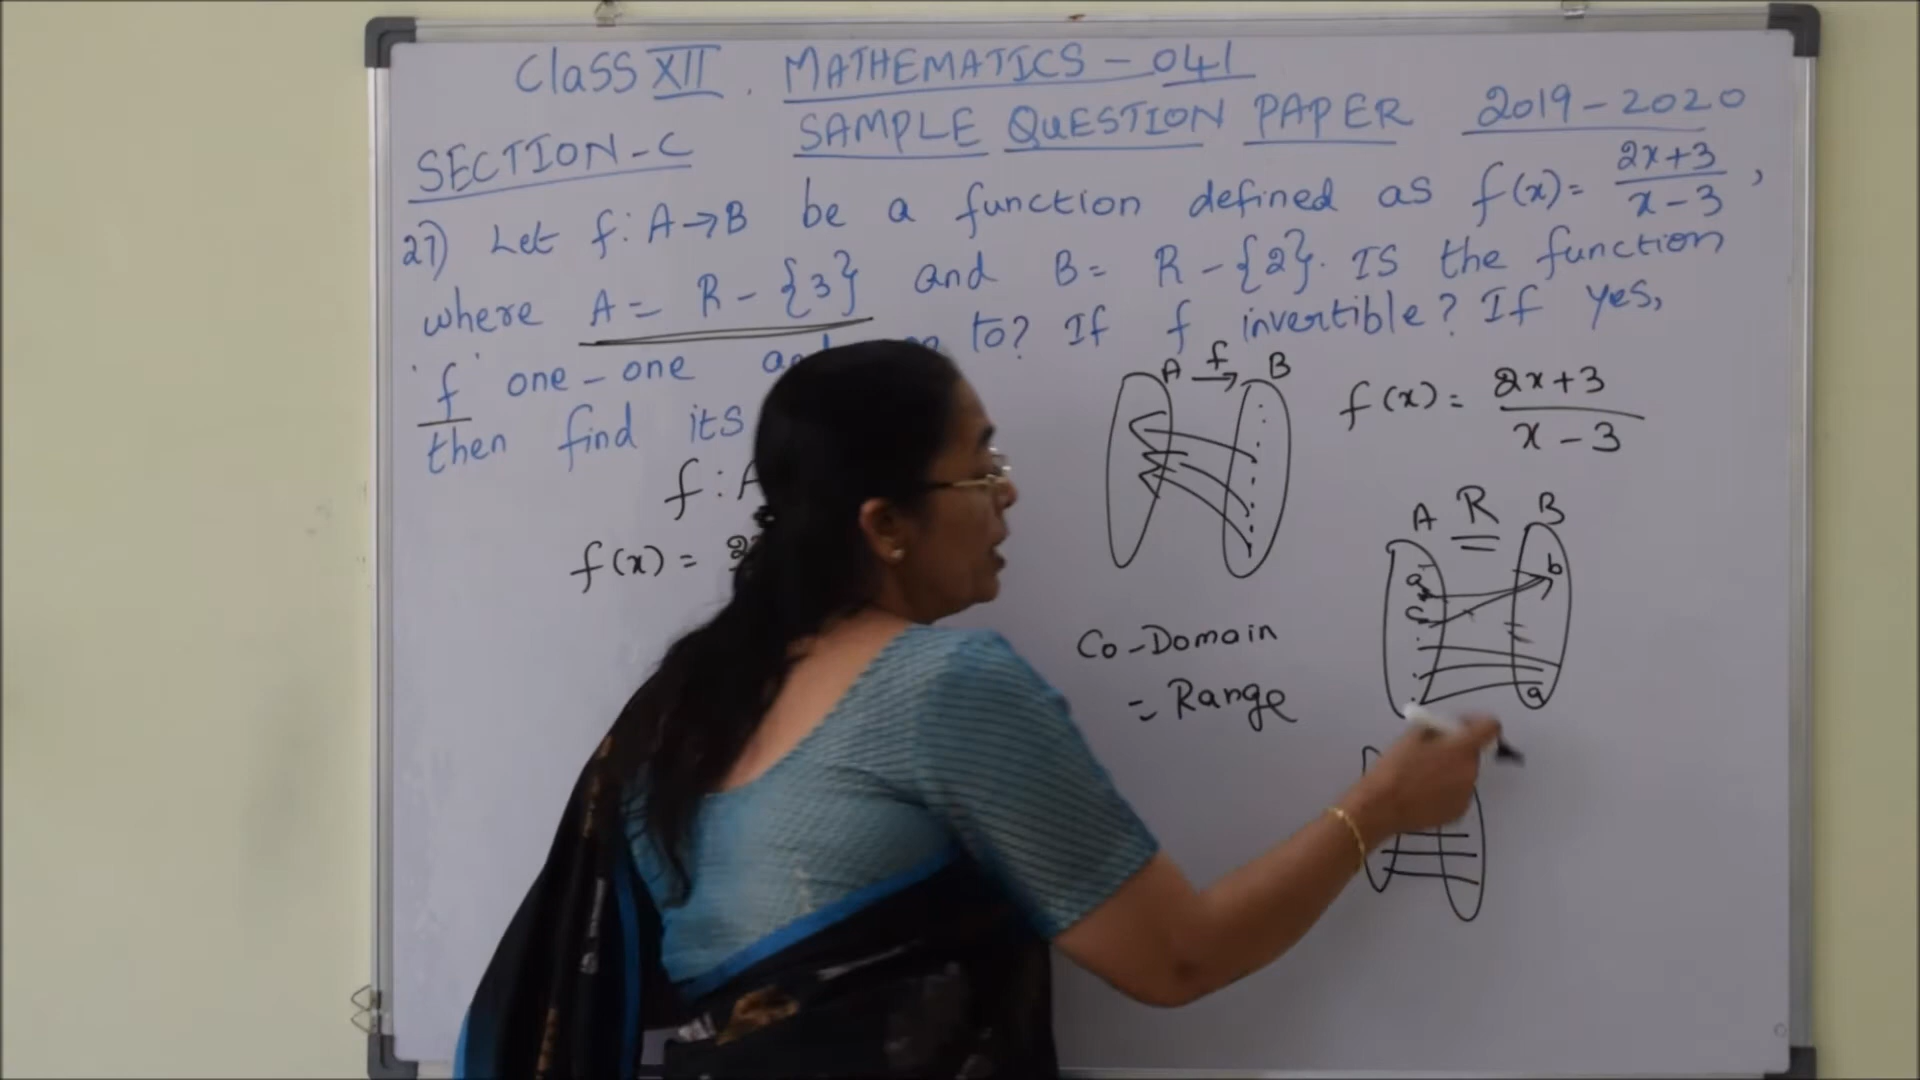 Class XII. MATHEMATICS - 041
SAMPLE QUESTION PAPER 2019-2020
SECTION-C
27) Let f: A→B be a function defined as f(x)= 2x+3 / x-3 ,
where A = R - {3} and B = R - {2}. IS the function
'f' one-one to? If f invertible? If yes,
then find its
f : A
f(x) =
A f→ B
f(x) = 2x+3 / x-3
A R B
a b
c
a
Co-Domain
= Range